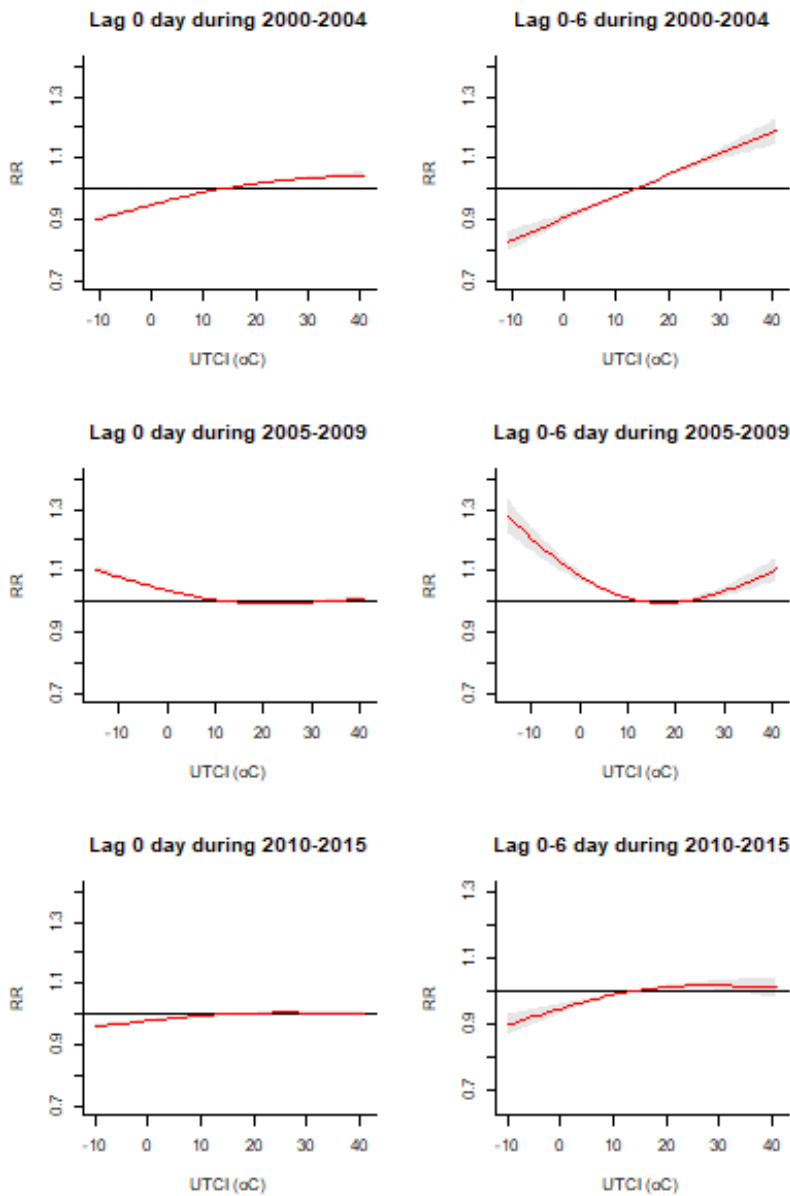 Lag 0 day during 2000-2004
RR
0.7 0.9 1.1 1.3
-10 0 10 20 30 40
UTCI (oC)
Lag 0-6 during 2000-2004
RR
0.7 0.9 1.1 1.3
-10 0 10 20 30 40
UTCI (oC)
Lag 0 day during 2005-2009
RR
0.7 0.9 1.1 1.3
-10 0 10 20 30 40
UTCI (oC)
Lag 0-6 day during 2005-2009
RR
0.7 0.9 1.1 1.3
-10 0 10 20 30 40
UTCI (oC)
Lag 0 day during 2010-2015
RR
0.7 0.9 1.1 1.3
-10 0 10 20 30 40
UTCI (oC)
Lag 0-6 day during 2010-2015
RR
0.7 0.9 1.1 1.3
-10 0 10 20 30 40
UTCI (oC)